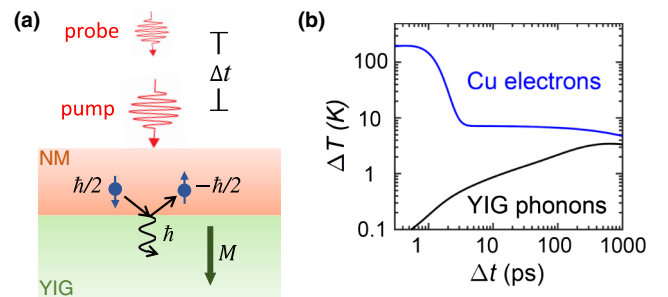 (a)
probe
Δt
pump
NM
ħ/2
−ħ/2
ħ
M
YIG
(b)
100
10
1
0.1
ΔT (K)
Cu electrons
YIG phonons
1
10
100
1000
Δt (ps)